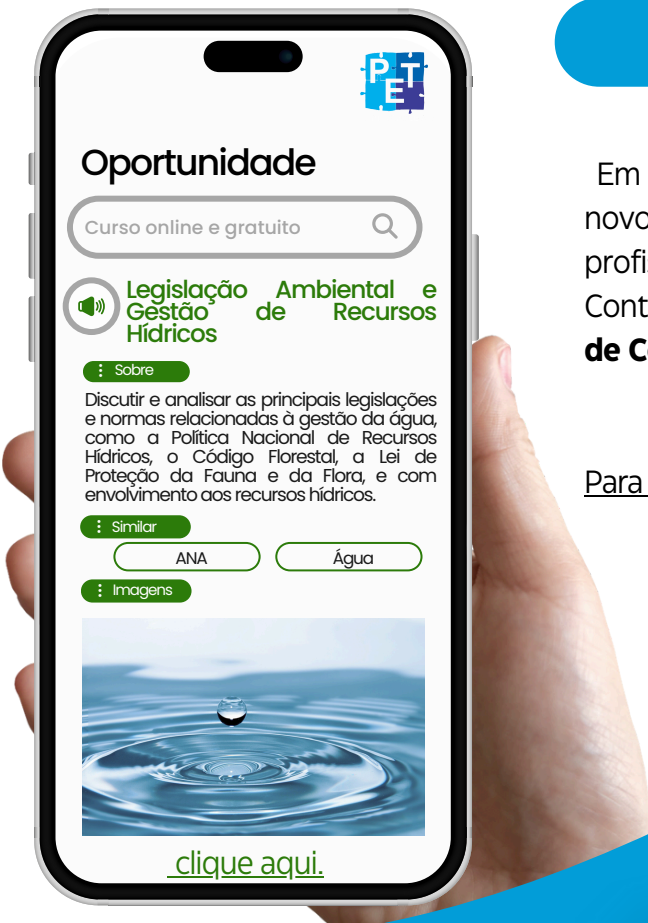 PET
Oportunidade
Curso online e gratuito
Legislação Ambiental e
Gestão de Recursos
Hídricos
Sobre
Discutir e analisar as principais legislações
e normas relacionadas à gestão da água,
como a Política Nacional de Recursos
Hídricos, o Código Florestal, a Lei de
Proteção da Fauna e da Flora, e com
envolvimento aos recursos hídricos.
Similar
ANA Água
Imagens
clique aqui.
Em
novo
profis
Cont
de C
Para